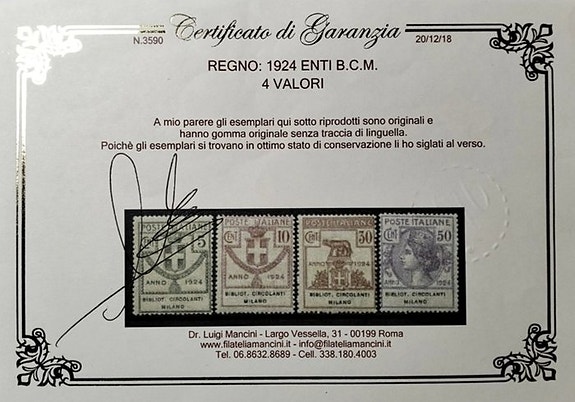 Certificato di Garanzia
N.3590
20/12/18
REGNO: 1924 ENTI B.C.M.
4 VALORI
A mio parere gli esemplari qui sotto riprodotti sono originali e
hanno gomma originale senza traccia di linguella.
Poichè gli esemplari si trovano in ottimo stato di conservazione li ho siglati al verso.
POSTE ITALIANE
CENT 5
ANNO 1924
BIBLIOT. CIRCOLANTI
MILANO
POSTE ITALIANE
CENT 10
ANNO 1924
BIBLIOT. CIRCOLANTI
MILANO
POSTE ITALIANE
CENT 30
ANNO 1924
BIBLIOT. CIRCOLANTI
MILANO
POSTE ITALIANE
CENT 50
ANNO 1924
BIBLIOT. CIRCOLANTI
MILANO
Dr. Luigi Mancini - Largo Vessella, 31 - 00199 Roma
www.filateliamancini.it - info@filateliamancini.it
Tel. 06.8632.8689 - Cell. 338.180.4003